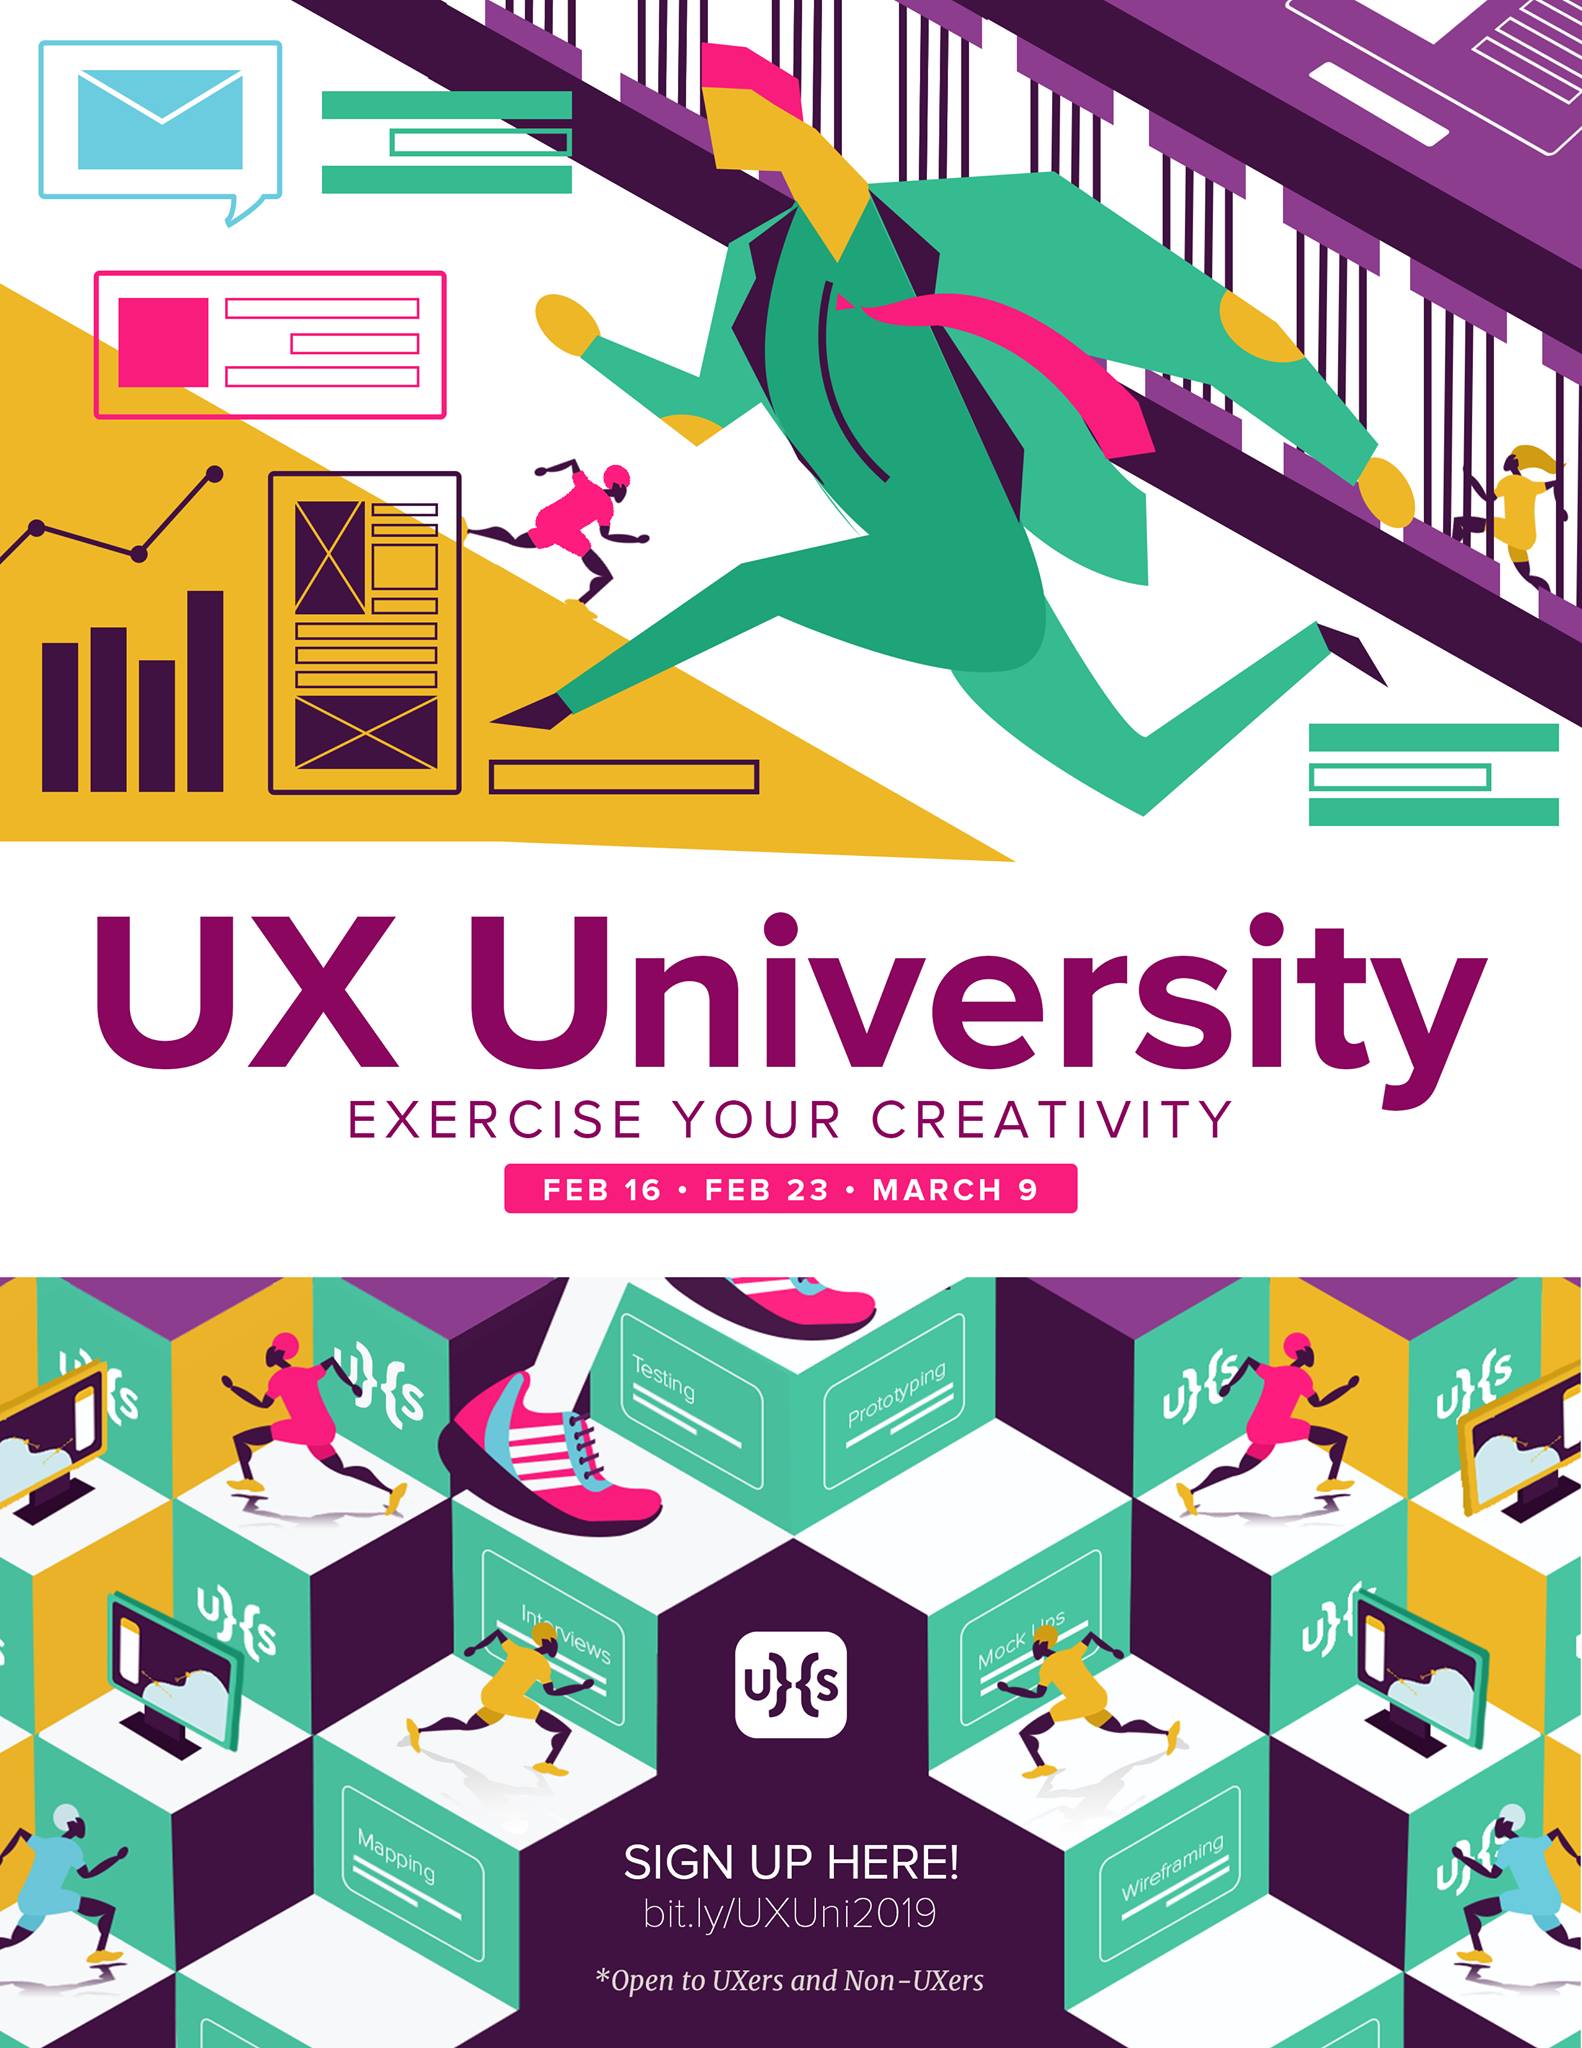 UX University
EXERCISE YOUR CREATIVITY
FEB 16 • FEB 23 • MARCH 9
u}{s
u}{s
Testing
Prototyping
u}{s
u}{s
u}{s
Interviews
Mock Ups
u}{s
u}{s
Mapping
SIGN UP HERE!
Wireframing
u}{s
bit.ly/UXUni2019
*Open to UXers and Non-UXers